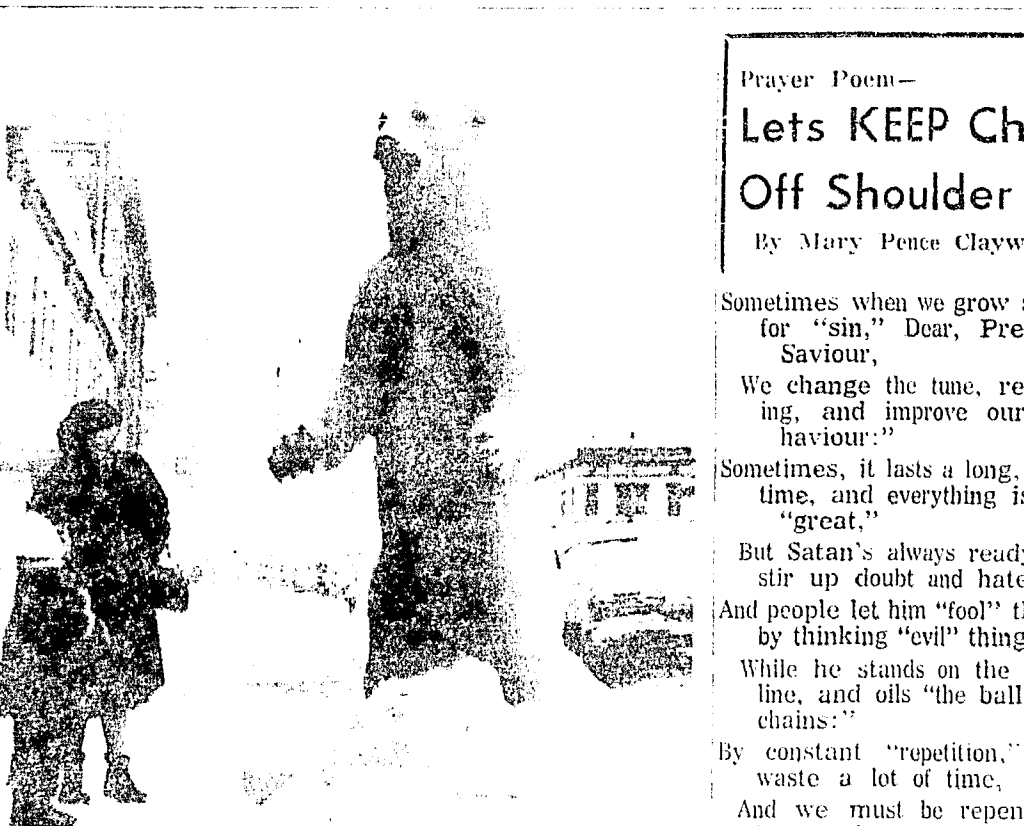 Prayer Poem—
Lets KEEP Ch
Off Shoulder
By Mary Pence Clayw
Sometimes when we grow
for "sin," Dear, Pre
Saviour,
We change the tune, re
ing, and improve our
haviour:"
Sometimes, it lasts a long,
time, and everything is
"great,"
But Satan's always ready
stir up doubt and hate
And people let him "fool" th
by thinking "evil" thing
While he stands on the
line, and oils "the ball
chains:"
By constant "repetition,"
waste a lot of time,
And we must be repen